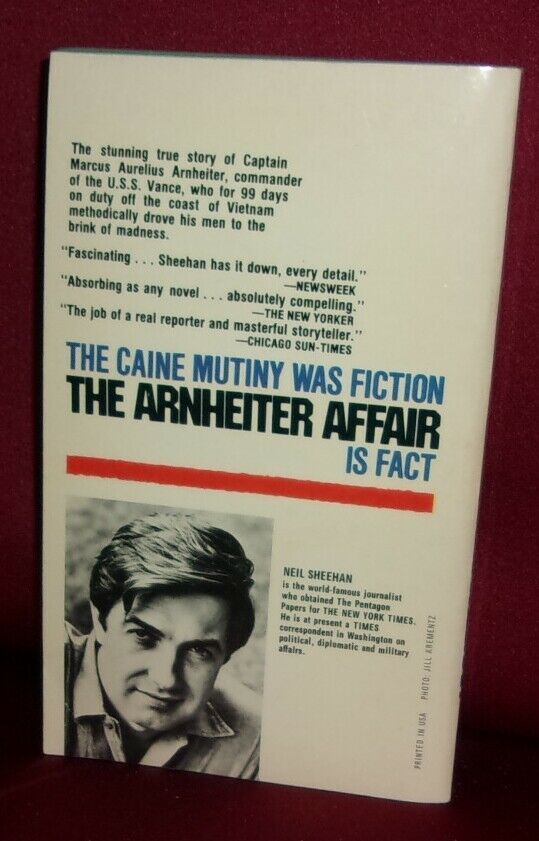 The stunning true story of Captain
Marcus Aurelius Arnheiter, commander
of the U.S.S. Vance, who for 99 days
on duty off the coast of Vietnam
methodically drove his men to the
brink of madness.
"Fascinating . . . Sheehan has it down, every detail."
—NEWSWEEK
"Absorbing as any novel . . . absolutely compelling."
—THE NEW YORKER
"The job of a real reporter and masterful storyteller."
—CHICAGO SUN-TIMES
THE CAINE MUTINY WAS FICTION
THE ARNHEITER AFFAIR
IS FACT
NEIL SHEEHAN
is the world-famous journalist
who obtained The Pentagon
Papers for THE NEW YORK TIMES.
He is at present a TIMES
correspondent in Washington on
political, diplomatic and military
affairs.
PRINTED IN USA PHOTO: JILL KREMENTZ